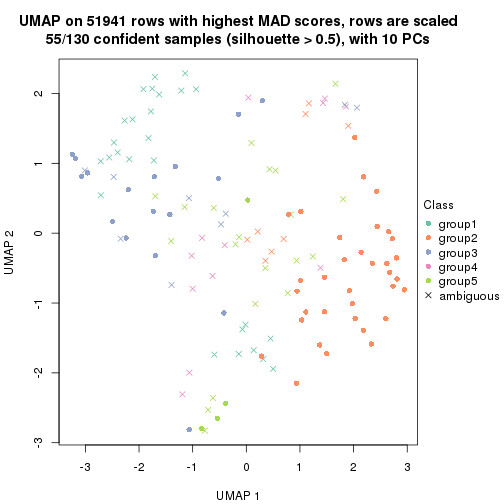 UMAP on 51941 rows with highest MAD scores, rows are scaled
55/130 confident samples (silhouette > 0.5), with 10 PCs
UMAP 2
2
1
0
-1
-2
-3
-3
-2
-1
0
1
2
3
UMAP 1
Class
group1
group2
group3
group4
group5
ambiguous